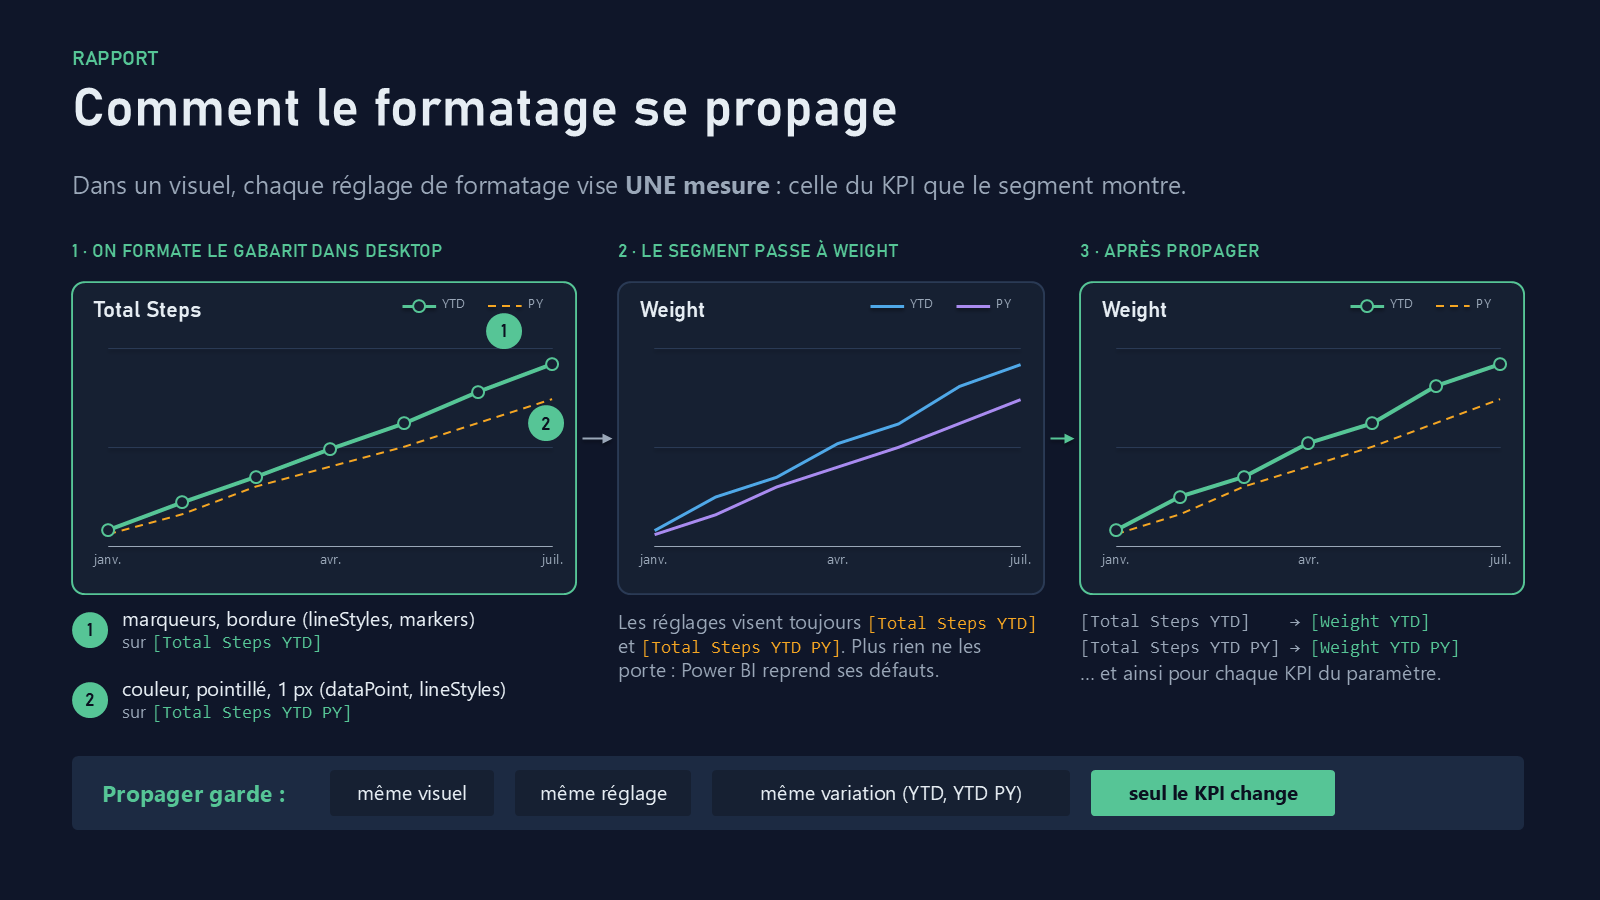 RAPPORT
Comment le formatage se propage
Dans un visuel, chaque réglage de formatage vise UNE mesure : celle du KPI que le segment montre.
1 · ON FORMATE LE GABARIT DANS DESKTOP
Total Steps
YTD
PY
1
2
janv.
avr.
juil.
1
marqueurs, bordure (lineStyles, markers)
sur [Total Steps YTD]
2
couleur, pointillé, 1 px (dataPoint, lineStyles)
sur [Total Steps YTD PY]
2 · LE SEGMENT PASSE À WEIGHT
Weight
YTD
PY
janv.
avr.
juil.
Les réglages visent toujours [Total Steps YTD]
et [Total Steps YTD PY]. Plus rien ne les
porte : Power BI reprend ses défauts.
3 · APRÈS PROPAGER
Weight
YTD
PY
janv.
avr.
juil.
[Total Steps YTD] → [Weight YTD]
[Total Steps YTD PY] → [Weight YTD PY]
... et ainsi pour chaque KPI du paramètre.
Propager garde :
même visuel
même réglage
même variation (YTD, YTD PY)
seul le KPI change